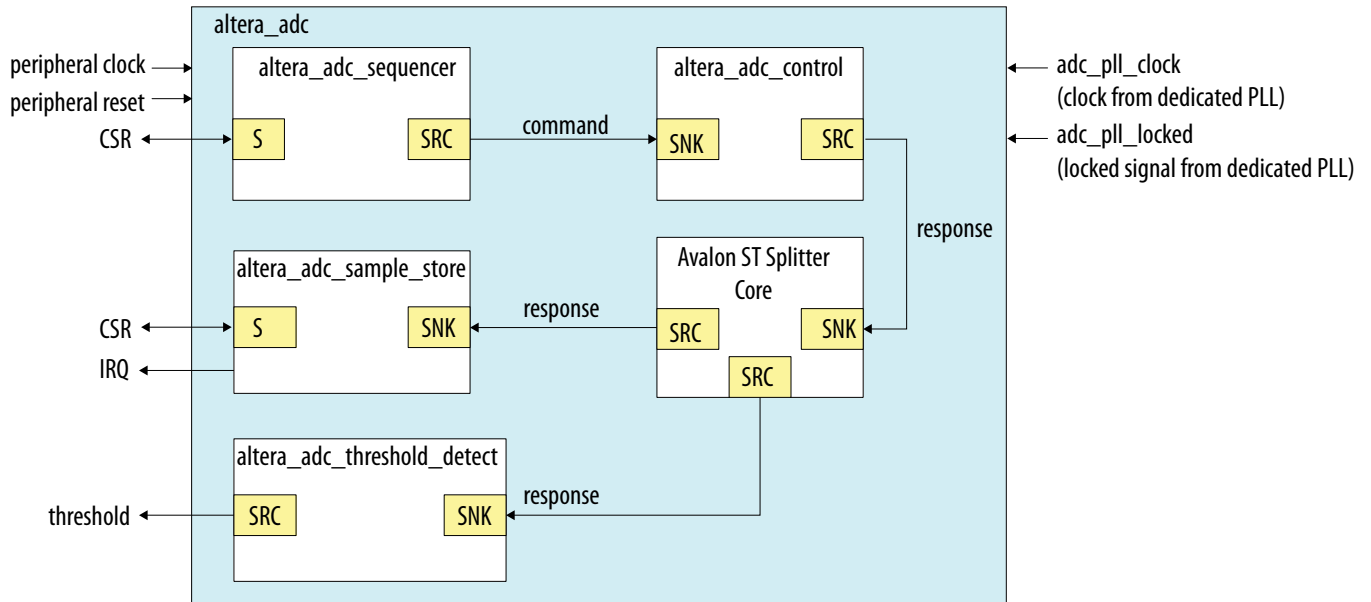 altera_adc
peripheral clock
altera_adc_sequencer
altera_adc_control
adc_pll_clock
(clock from dedicated PLL)
peripheral reset
CSR
S
SRC
command
SNK
SRC
adc_pll_locked
(locked signal from dedicated PLL)
response
altera_adc_sample_store
Avalon ST Splitter
Core
CSR
S
SNK
response
SRC
SNK
IRQ
SRC
altera_adc_threshold_detect
threshold
SRC
SNK
response